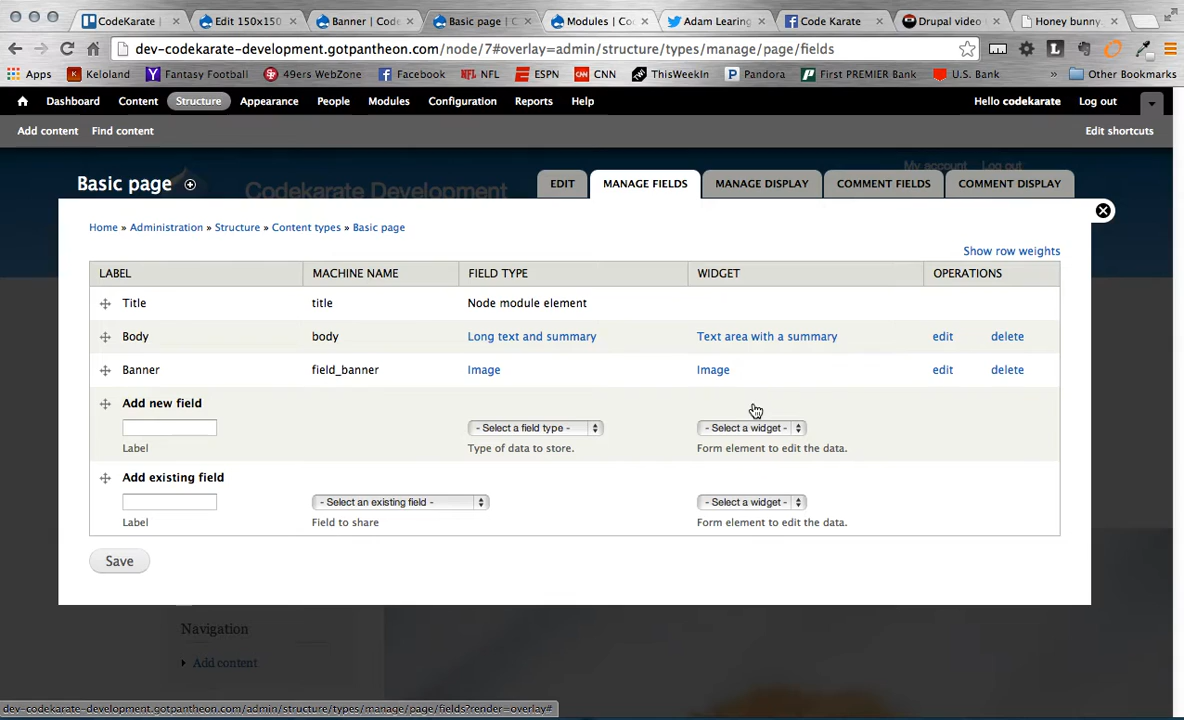 CodeKarate |
Edit 150x150
Banner | Code
Basic page | C
Modules | Co
Adam Learing
Code Karate
Drupal video
Honey bunny
dev-codekarate-development.gotpantheon.com/node/7#overlay=admin/structure/types/manage/page/fields
Apps Keloland Fantasy Football 49ers WebZone Facebook NFL ESPN CNN ThisWeekIn Pandora First PREMIER Bank U.S. Bank » Other Bookmarks
Dashboard Content Structure Appearance People Modules Configuration Reports Help Hello codekarate Log out
Add content Find content Edit shortcuts
My account Log out
Codekarate Development
Basic page
EDIT MANAGE FIELDS MANAGE DISPLAY COMMENT FIELDS COMMENT DISPLAY
Home » Administration » Structure » Content types » Basic page
Show row weights
LABEL MACHINE NAME FIELD TYPE WIDGET OPERATIONS
Title title Node module element
Body body Long text and summary Text area with a summary edit delete
Banner field_banner Image Image edit delete
Add new field
- Select a field type - - Select a widget -
Label Type of data to store. Form element to edit the data.
Add existing field
- Select an existing field - - Select a widget -
Label Field to share Form element to edit the data.
Save
Navigation
Add content
dev-codekarate-development.gotpantheon.com/admin/structure/types/manage/page/fields?render=overlay#